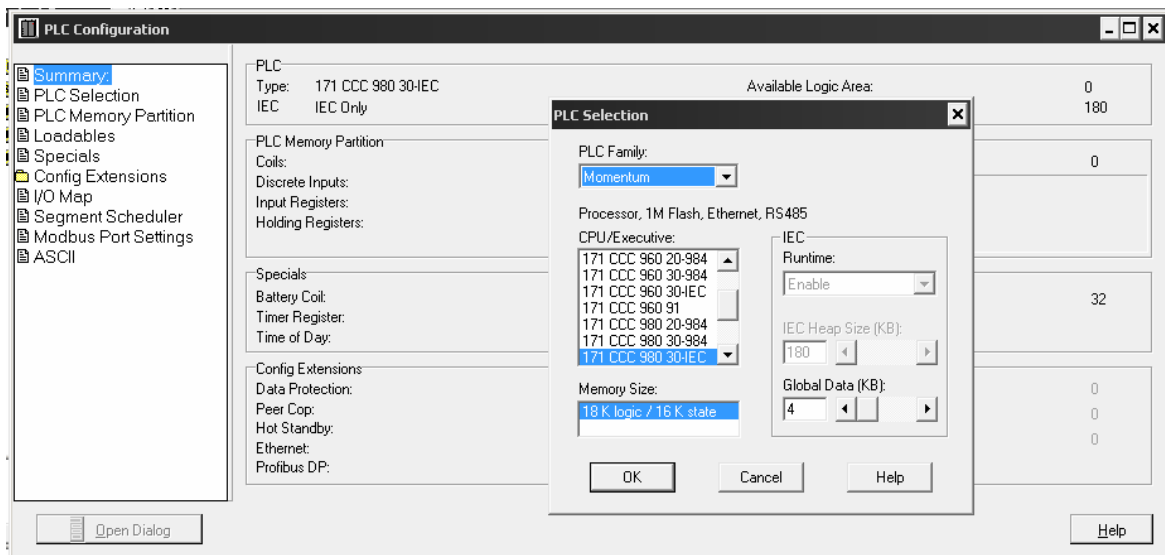 PLC Configuration
Summary:
PLC Selection
PLC Memory Partition
Loadables
Specials
Config Extensions
I/O Map
Segment Scheduler
Modbus Port Settings
ASCII
Open Dialog
PLC
Type: 171 CCC 980 30-IEC Available Logic Area: 0
IEC IEC Only 180
PLC Memory Partition
Coils: 0
Discrete Inputs:
Input Registers:
Holding Registers:
Specials
Battery Coil: 32
Timer Register:
Time of Day:
Config Extensions
Data Protection: 0
Peer Cop: 0
Hot Standby: 0
Ethernet:
Profibus DP:
Help
PLC Selection
PLC Family:
Momentum
Processor, 1M Flash, Ethernet, RS485
CPU/Executive:
171 CCC 960 20-984
171 CCC 960 30-984
171 CCC 960 30-IEC
171 CCC 960 91
171 CCC 980 20-984
171 CCC 980 30-984
171 CCC 980 30-IEC
Memory Size:
18 K logic / 16 K state
IEC
Runtime:
Enable
IEC Heap Size (KB):
180
Global Data (KB):
4
OK Cancel Help